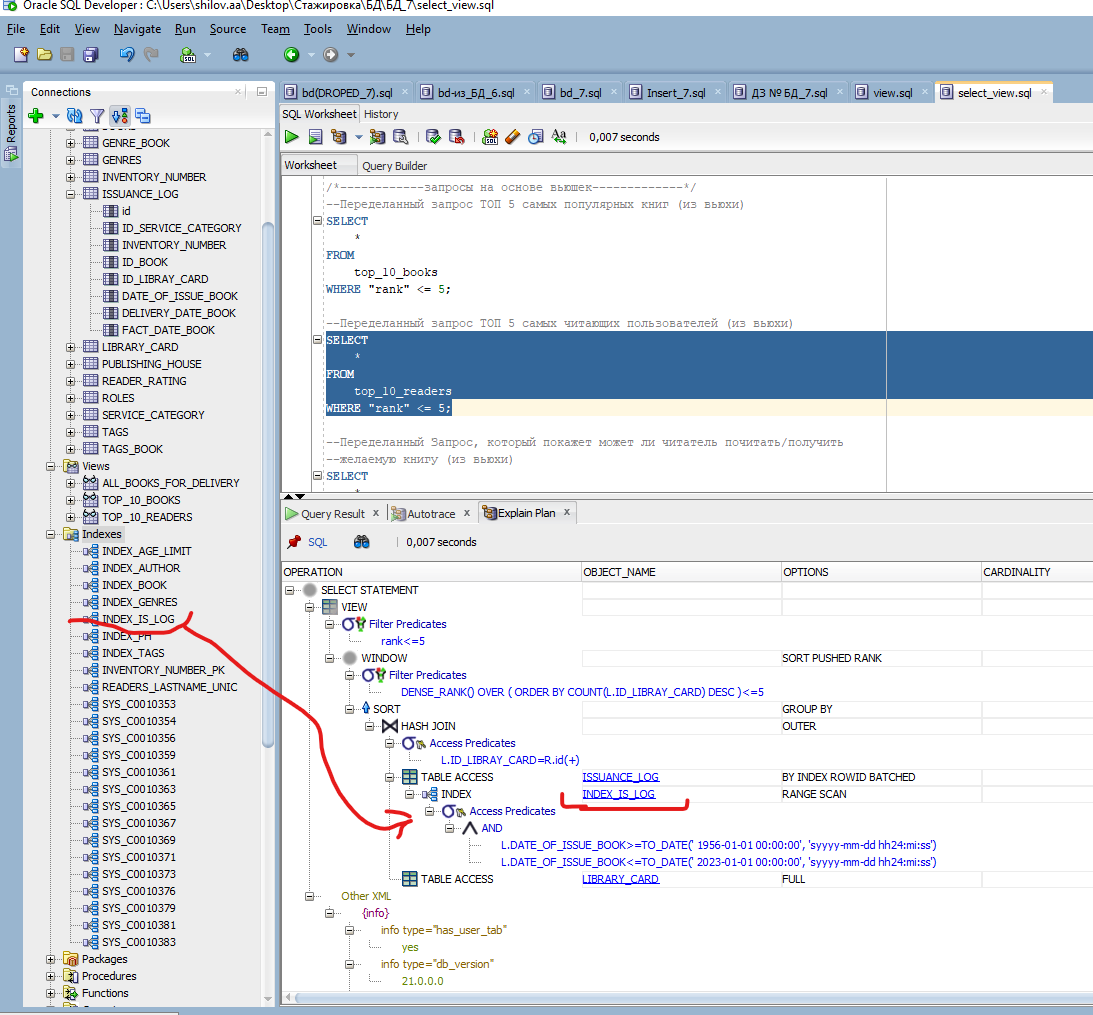 Oracle SQL Developer : C:\Users\shilov.aa\Desktop\Стажировка\БД\БД_7\select_view.sql
File Edit View Navigate Run Source Team Tools Window Help
Reports
Connections
GENRE_BOOK
GENRES
INVENTORY_NUMBER
ISSUANCE_LOG
id
ID_SERVICE_CATEGORY
INVENTORY_NUMBER
ID_BOOK
ID_LIBRAY_CARD
DATE_OF_ISSUE_BOOK
DELIVERY_DATE_BOOK
FACT_DATE_BOOK
LIBRARY_CARD
PUBLISHING_HOUSE
READER_RATING
ROLES
SERVICE_CATEGORY
TAGS
TAGS_BOOK
Views
ALL_BOOKS_FOR_DELIVERY
TOP_10_BOOKS
TOP_10_READERS
Indexes
INDEX_AGE_LIMIT
INDEX_AUTHOR
INDEX_BOOK
INDEX_GENRES
INDEX_IS_LOG
INDEX_PH
INDEX_TAGS
INVENTORY_NUMBER_PK
READERS_LASTNAME_UNIC
SYS_C0010353
SYS_C0010354
SYS_C0010356
SYS_C0010359
SYS_C0010361
SYS_C0010363
SYS_C0010365
SYS_C0010367
SYS_C0010369
SYS_C0010371
SYS_C0010373
SYS_C0010376
SYS_C0010379
SYS_C0010381
SYS_C0010383
Packages
Procedures
Functions
bd(DROPED_7).sql bd-из_БД_6.sql bd_7.sql Insert_7.sql ДЗ № БД_7.sql view.sql select_view.sql
SQL Worksheet History
0,007 seconds
Worksheet Query Builder
/*------------запросы на основе вьюшек-------------*/
--Переделанный запрос ТОП 5 самых популярных книг (из вьюхи)
SELECT
*
FROM
top_10_books
WHERE "rank" <= 5;
--Переделанный запрос ТОП 5 самых читающих пользователей (из вьюхи)
SELECT
*
FROM
top_10_readers
WHERE "rank" <= 5;
--Переделанный Запрос, который покажет может ли читатель почитать/получить
--желаемую книгу (из вьюхи)
SELECT
Query Result Autotrace Explain Plan
SQL 0,007 seconds
OPERATION OBJECT_NAME OPTIONS CARDINALITY
SELECT STATEMENT
VIEW
Filter Predicates
rank<=5
WINDOW SORT PUSHED RANK
Filter Predicates
DENSE_RANK() OVER ( ORDER BY COUNT(L.ID_LIBRAY_CARD) DESC )<=5
SORT GROUP BY
HASH JOIN OUTER
Access Predicates
L.ID_LIBRAY_CARD=R.id(+)
TABLE ACCESS ISSUANCE_LOG BY INDEX ROWID BATCHED
INDEX INDEX_IS_LOG RANGE SCAN
Access Predicates
AND
L.DATE_OF_ISSUE_BOOK>=TO_DATE(' 1956-01-01 00:00:00', 'syyyy-mm-dd hh24:mi:ss')
L.DATE_OF_ISSUE_BOOK<=TO_DATE(' 2023-01-01 00:00:00', 'syyyy-mm-dd hh24:mi:ss')
TABLE ACCESS LIBRARY_CARD FULL
Other XML
{info}
info type="has_user_tab"
yes
info type="db_version"
21.0.0.0